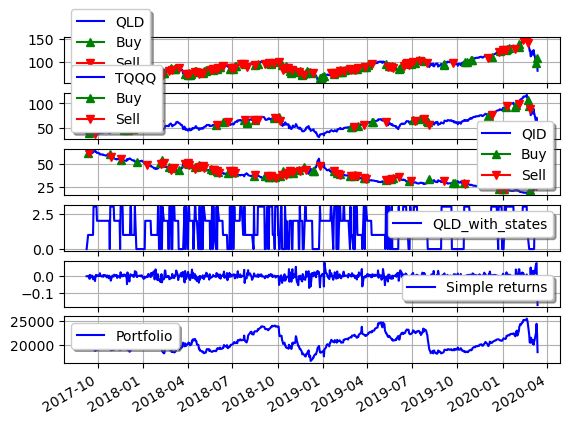 QLD
Buy
Sell
150
100
TQQQ
Buy
Sell
100
50
QID
Buy
Sell
50
25
QLD_with_states
2.5
0.0
Simple returns
0.0
−0.1
Portfolio
25000
20000
2017-10
2018-01
2018-04
2018-07
2018-10
2019-01
2019-04
2019-07
2019-10
2020-01
2020-04